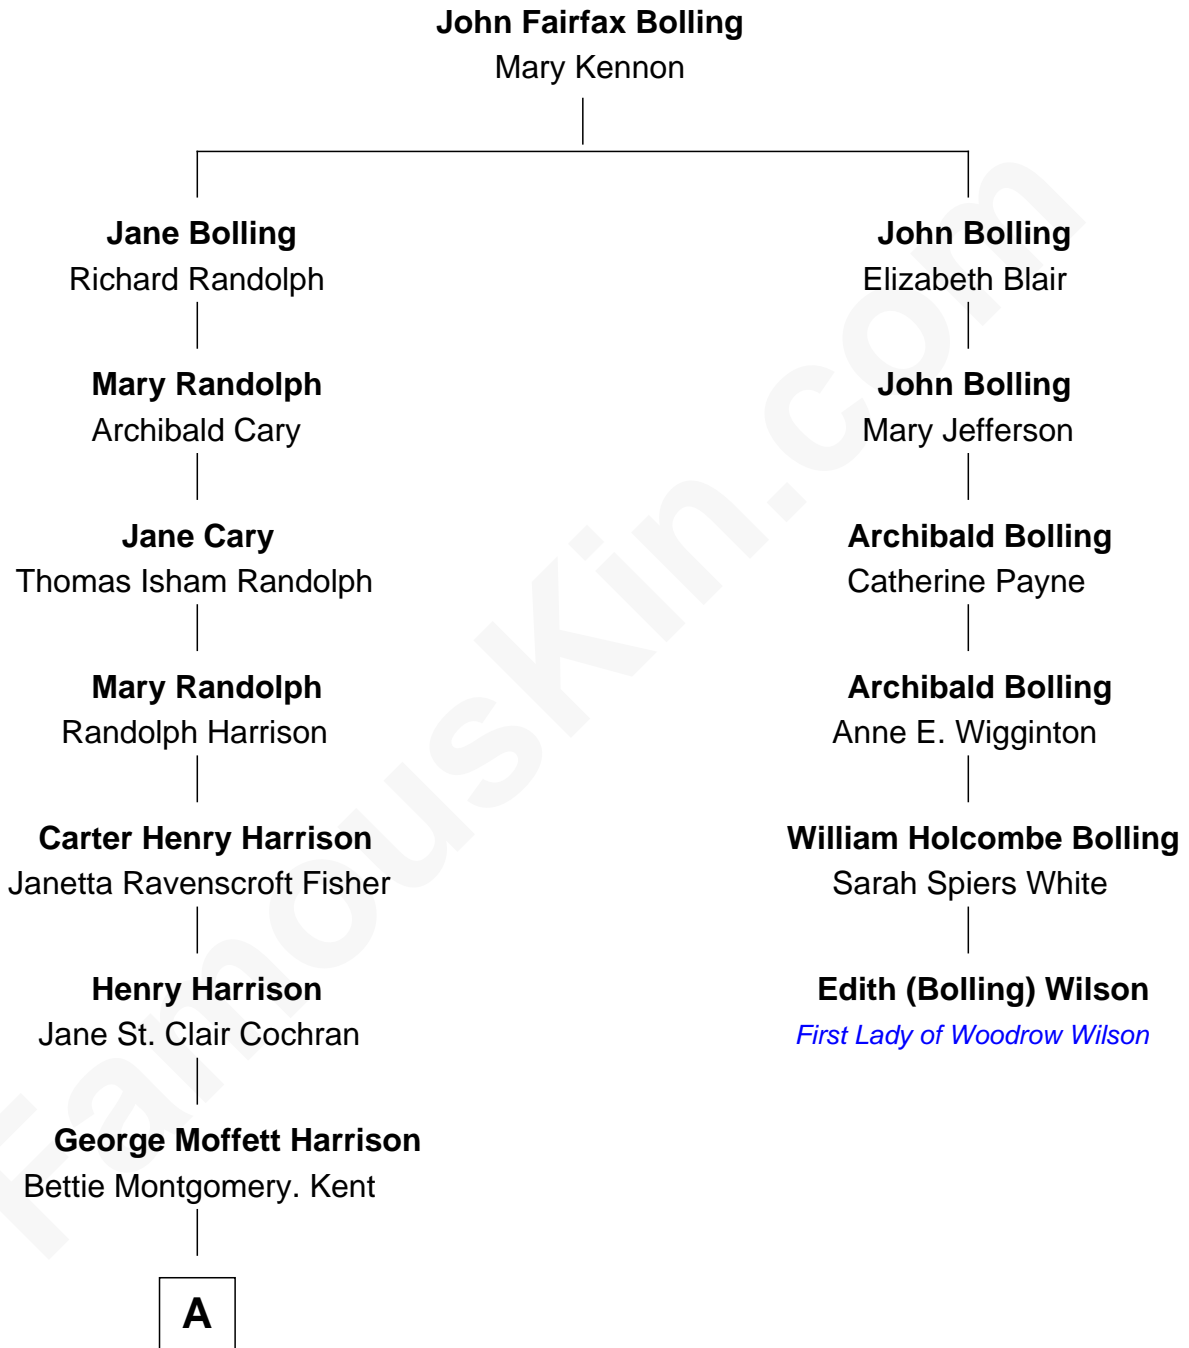 John Fairfax Bolling
Mary Kennon
Jane Bolling
Richard Randolph
John Bolling
Elizabeth Blair
Mary Randolph
Archibald Cary
John Bolling
Mary Jefferson
Jane Cary
Thomas Isham Randolph
Archibald Bolling
Catherine Payne
Mary Randolph
Randolph Harrison
Archibald Bolling
Anne E. Wigginton
Carter Henry Harrison
Janetta Ravenscroft Fisher
William Holcombe Bolling
Sarah Spiers White
Henry Harrison
Jane St. Clair Cochran
Edith (Bolling) Wilson
First Lady of Woodrow Wilson
George Moffett Harrison
Bettie Montgomery. Kent
A
FamousKin.com